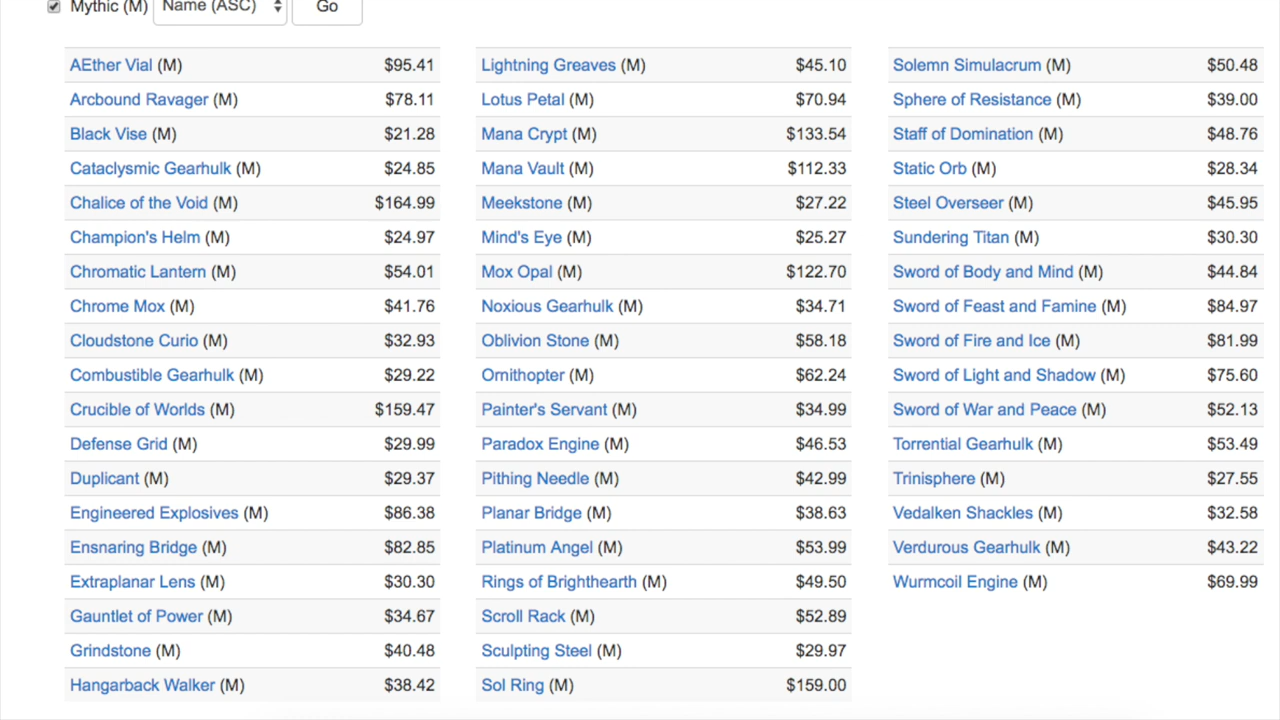 Mythic (M) Name (ASC) Go
AEther Vial (M) $95.41
Arcbound Ravager (M) $78.11
Black Vise (M) $21.28
Cataclysmic Gearhulk (M) $24.85
Chalice of the Void (M) $164.99
Champion's Helm (M) $24.97
Chromatic Lantern (M) $54.01
Chrome Mox (M) $41.76
Cloudstone Curio (M) $32.93
Combustible Gearhulk (M) $29.22
Crucible of Worlds (M) $159.47
Defense Grid (M) $29.99
Duplicant (M) $29.37
Engineered Explosives (M) $86.38
Ensnaring Bridge (M) $82.85
Extraplanar Lens (M) $30.30
Gauntlet of Power (M) $34.67
Grindstone (M) $40.48
Hangarback Walker (M) $38.42
Lightning Greaves (M) $45.10
Lotus Petal (M) $70.94
Mana Crypt (M) $133.54
Mana Vault (M) $112.33
Meekstone (M) $27.22
Mind's Eye (M) $25.27
Mox Opal (M) $122.70
Noxious Gearhulk (M) $34.71
Oblivion Stone (M) $58.18
Ornithopter (M) $62.24
Painter's Servant (M) $34.99
Paradox Engine (M) $46.53
Pithing Needle (M) $42.99
Planar Bridge (M) $38.63
Platinum Angel (M) $53.99
Rings of Brighthearth (M) $49.50
Scroll Rack (M) $52.89
Sculpting Steel (M) $29.97
Sol Ring (M) $159.00
Solemn Simulacrum (M) $50.48
Sphere of Resistance (M) $39.00
Staff of Domination (M) $48.76
Static Orb (M) $28.34
Steel Overseer (M) $45.95
Sundering Titan (M) $30.30
Sword of Body and Mind (M) $44.84
Sword of Feast and Famine (M) $84.97
Sword of Fire and Ice (M) $81.99
Sword of Light and Shadow (M) $75.60
Sword of War and Peace (M) $52.13
Torrential Gearhulk (M) $53.49
Trinisphere (M) $27.55
Vedalken Shackles (M) $32.58
Verdurous Gearhulk (M) $43.22
Wurmcoil Engine (M) $69.99